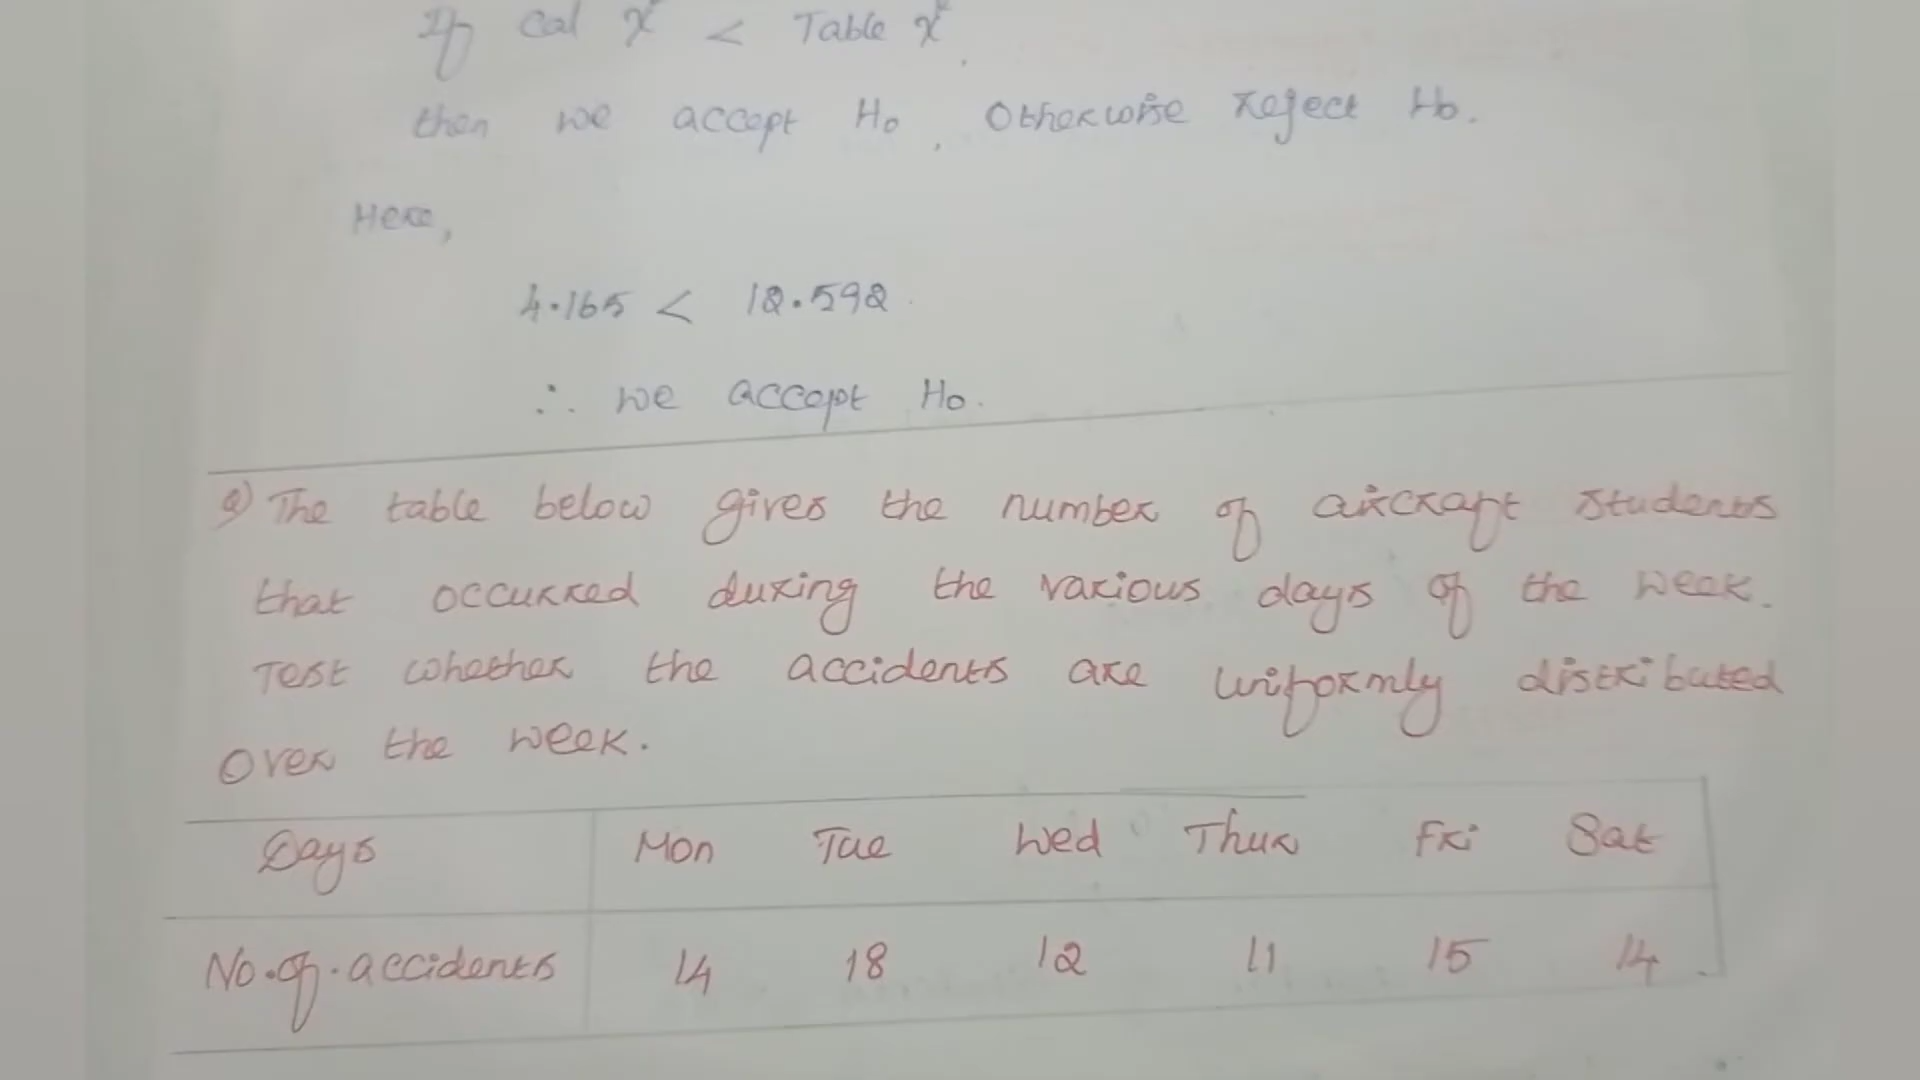 If Cal χ² < Table χ²,
then we accept H₀, Otherwise reject H₀.
Here,
4.165 < 12.592.
∴ we accept H₀.
2) The table below gives the number of aircraft students
that occurred during the various days of the week.
Test whether the accidents are uniformly distributed
over the week.
Days Mon Tue Wed Thur Fri Sat
No.of.accidents 14 18 12 11 15 14